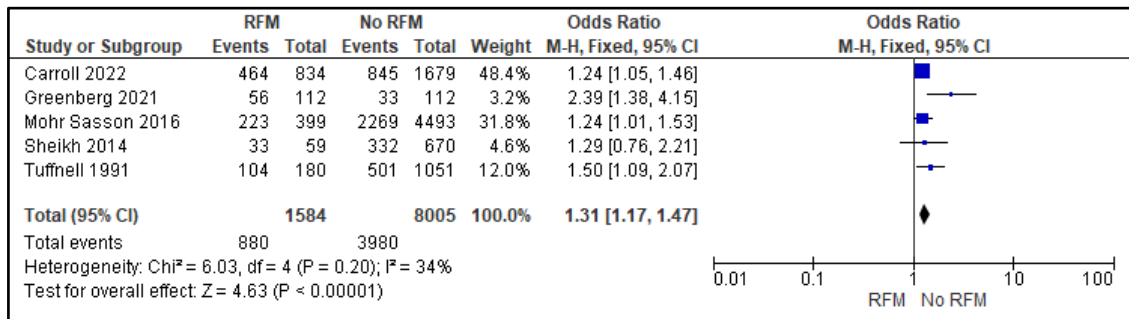 RFM No RFM Odds Ratio Odds Ratio
Study or Subgroup Events Total Events Total Weight M-H, Fixed, 95% CI M-H, Fixed, 95% CI
Carroll 2022 464 834 845 1679 48.4% 1.24 [1.05, 1.46]
Greenberg 2021 56 112 33 112 3.2% 2.39 [1.38, 4.15]
Mohr Sasson 2016 223 399 2269 4493 31.8% 1.24 [1.01, 1.53]
Sheikh 2014 33 59 332 670 4.6% 1.29 [0.76, 2.21]
Tuffnell 1991 104 180 501 1051 12.0% 1.50 [1.09, 2.07]
Total (95% CI) 1584 8005 100.0% 1.31 [1.17, 1.47]
Total events 880 3980
Heterogeneity: Chi² = 6.03, df = 4 (P = 0.20); I² = 34%
Test for overall effect: Z = 4.63 (P < 0.00001)
0.01 0.1 1 10 100
RFM No RFM